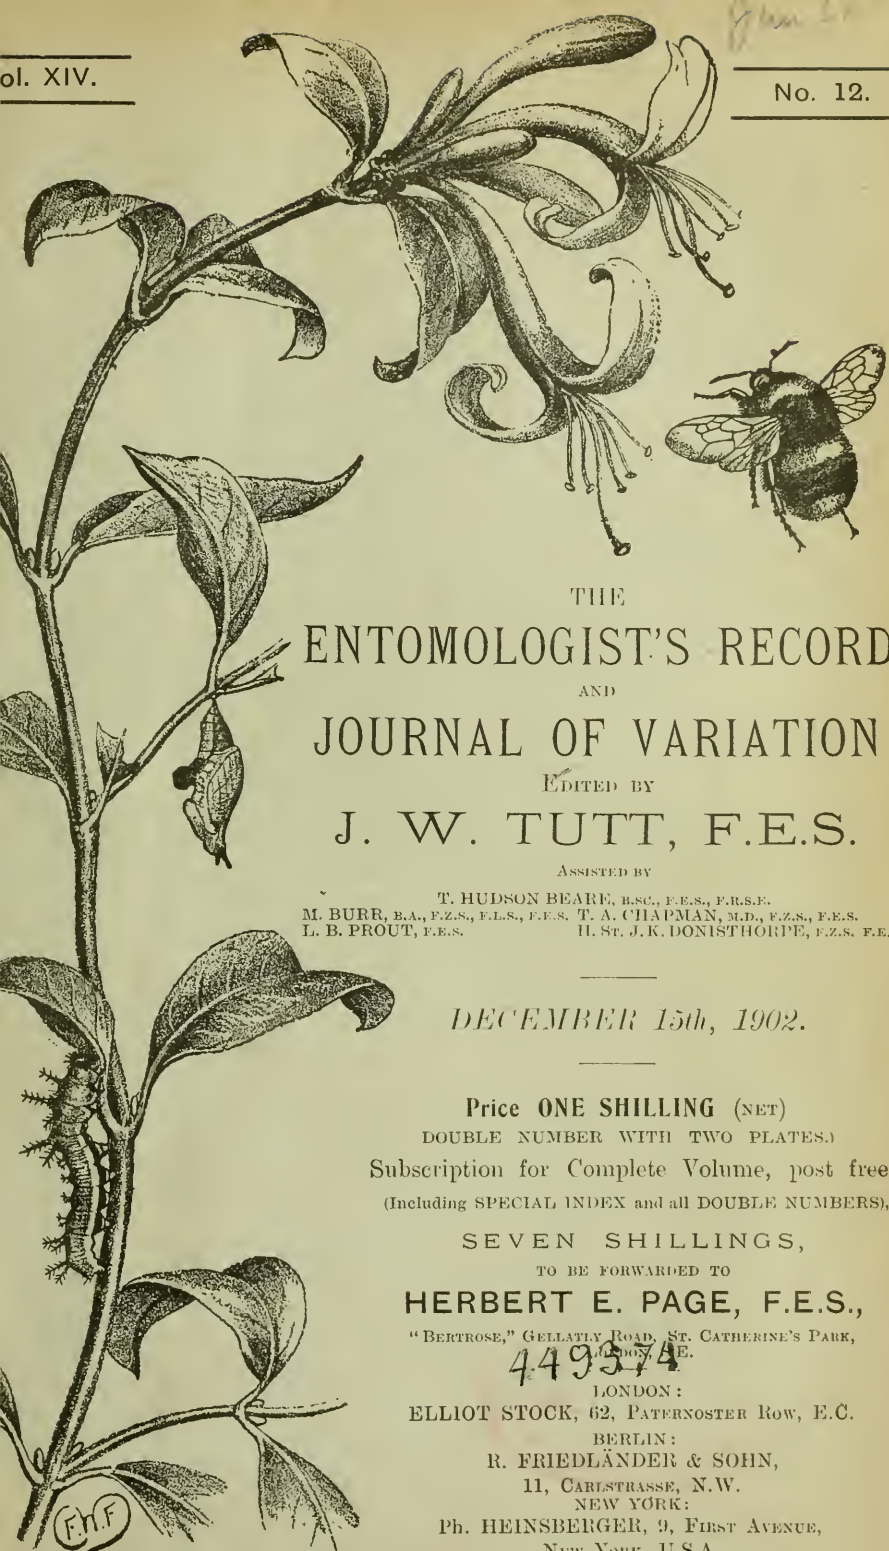 ol. XIV.
No. 12.
THE
ENTOMOLOGIST'S RECORD
AND
JOURNAL OF VARIATION
EDITED BY
J. W. TUTT, F.E.S.
ASSISTED BY
T. HUDSON BEARE, B.SC., F.E.S., F.R.S.E.
M. BURR, B.A., F.Z.S., F.L.S., F.E.S. T. A. CHAPMAN, M.D., F.Z.S., F.E.S.
L. B. PROUT, F.E.S. H. ST. J. K. DONISTHORPE, F.Z.S. F.E.
DECEMBER 15th, 1902.
Price ONE SHILLING (NET)
DOUBLE NUMBER WITH TWO PLATES.)
Subscription for Complete Volume, post free
(Including SPECIAL INDEX and all DOUBLE NUMBERS),
SEVEN SHILLINGS,
TO BE FORWARDED TO
HERBERT E. PAGE, F.E.S.,
"BERTROSE," GELLATLY ROAD, ST. CATHERINE'S PARK,
LONDON, S.E.
449374
LONDON:
ELLIOT STOCK, 62, PATERNOSTER ROW, E.C.
BERLIN:
R. FRIEDLÄNDER & SOHN,
11, CARLSTRASSE, N.W.
NEW YORK:
Ph. HEINSBERGER, 9, FIRST AVENUE,
NEW YORK, U.S.A.
F.N.F